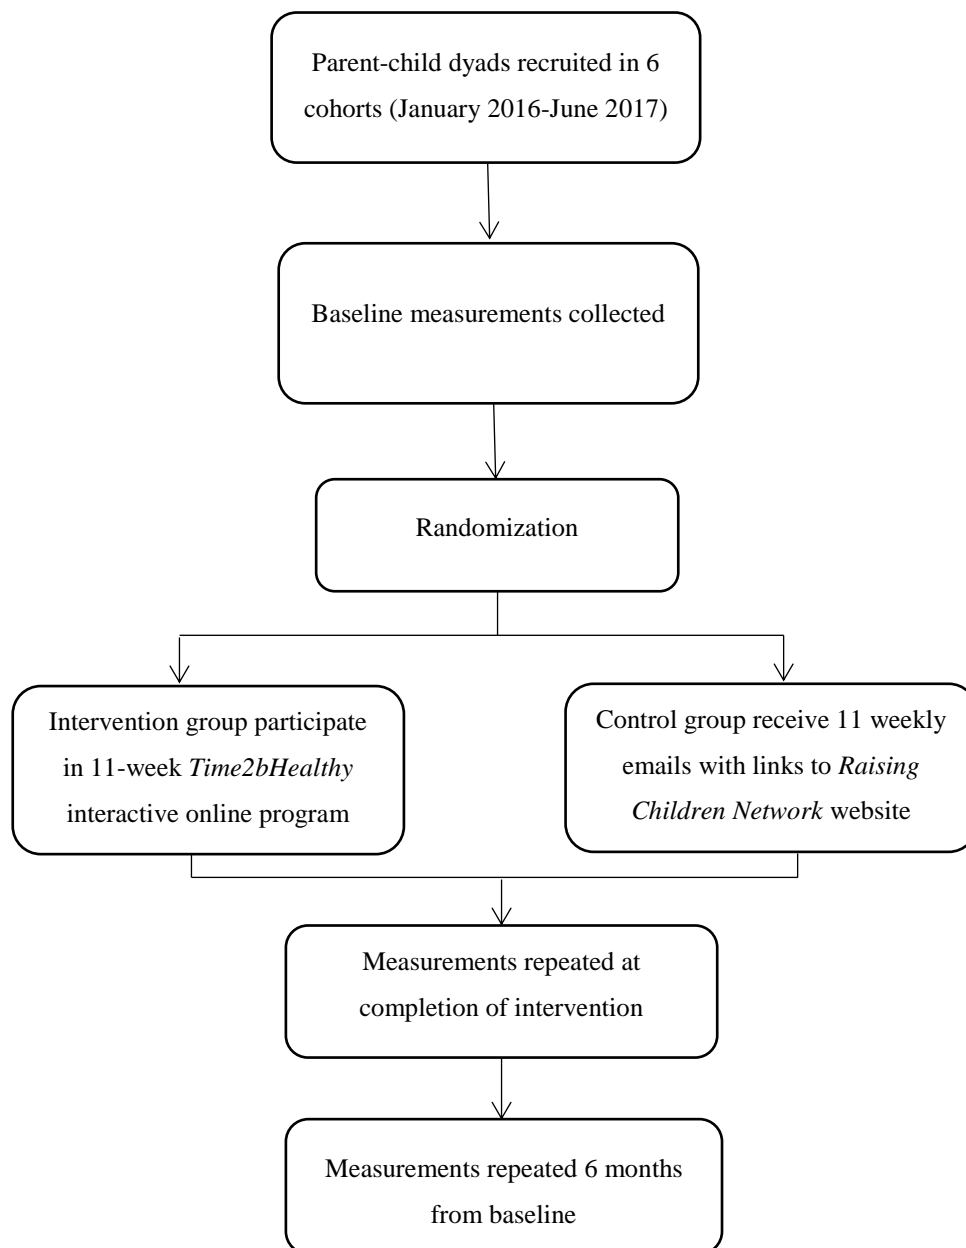 Parent-child dyads recruited in 6
cohorts (January 2016-June 2017)
Baseline measurements collected
Randomization
Intervention group participate
in 11-week Time2bHealthy
interactive online program
Control group receive 11 weekly
emails with links to Raising
Children Network website
Measurements repeated at
completion of intervention
Measurements repeated 6 months
from baseline